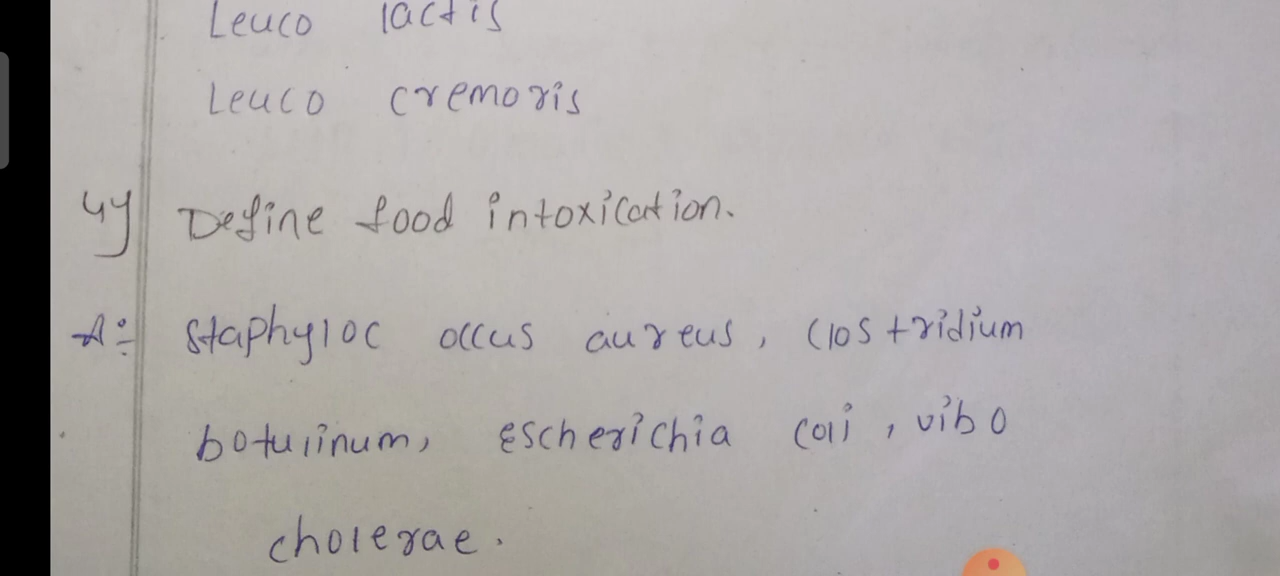 Leuco lactis
Leuco cremoris
4) Define food intoxication.
A:- staphyloc occus aureus, clostridium
botulinum, Escherichia coli, vibo
cholerae.